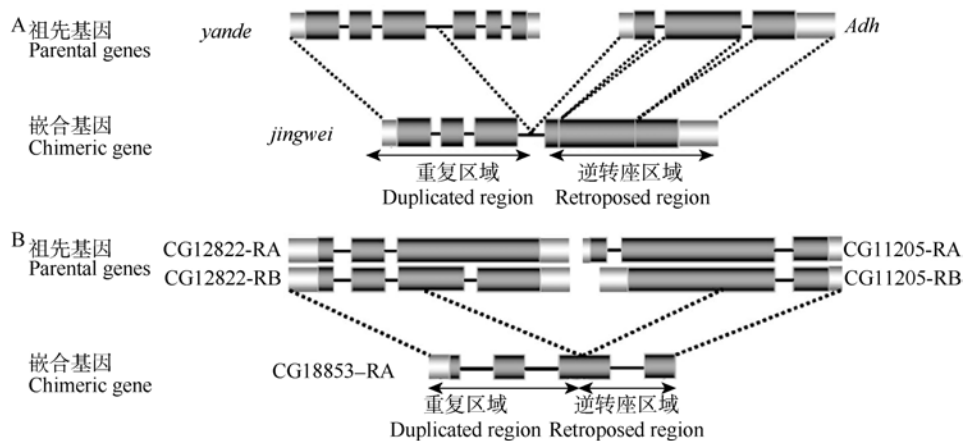 A 祖先基因
Parental genes
yande
Adh
嵌合基因
Chimeric gene
jingwei
重复区域
Duplicated region
逆转座区域
Retroposed region
B 祖先基因
Parental genes
CG12822-RA
CG11205-RA
CG12822-RB
CG11205-RB
嵌合基因
Chimeric gene
CG18853–RA
重复区域
Duplicated region
逆转座区域
Retroposed region